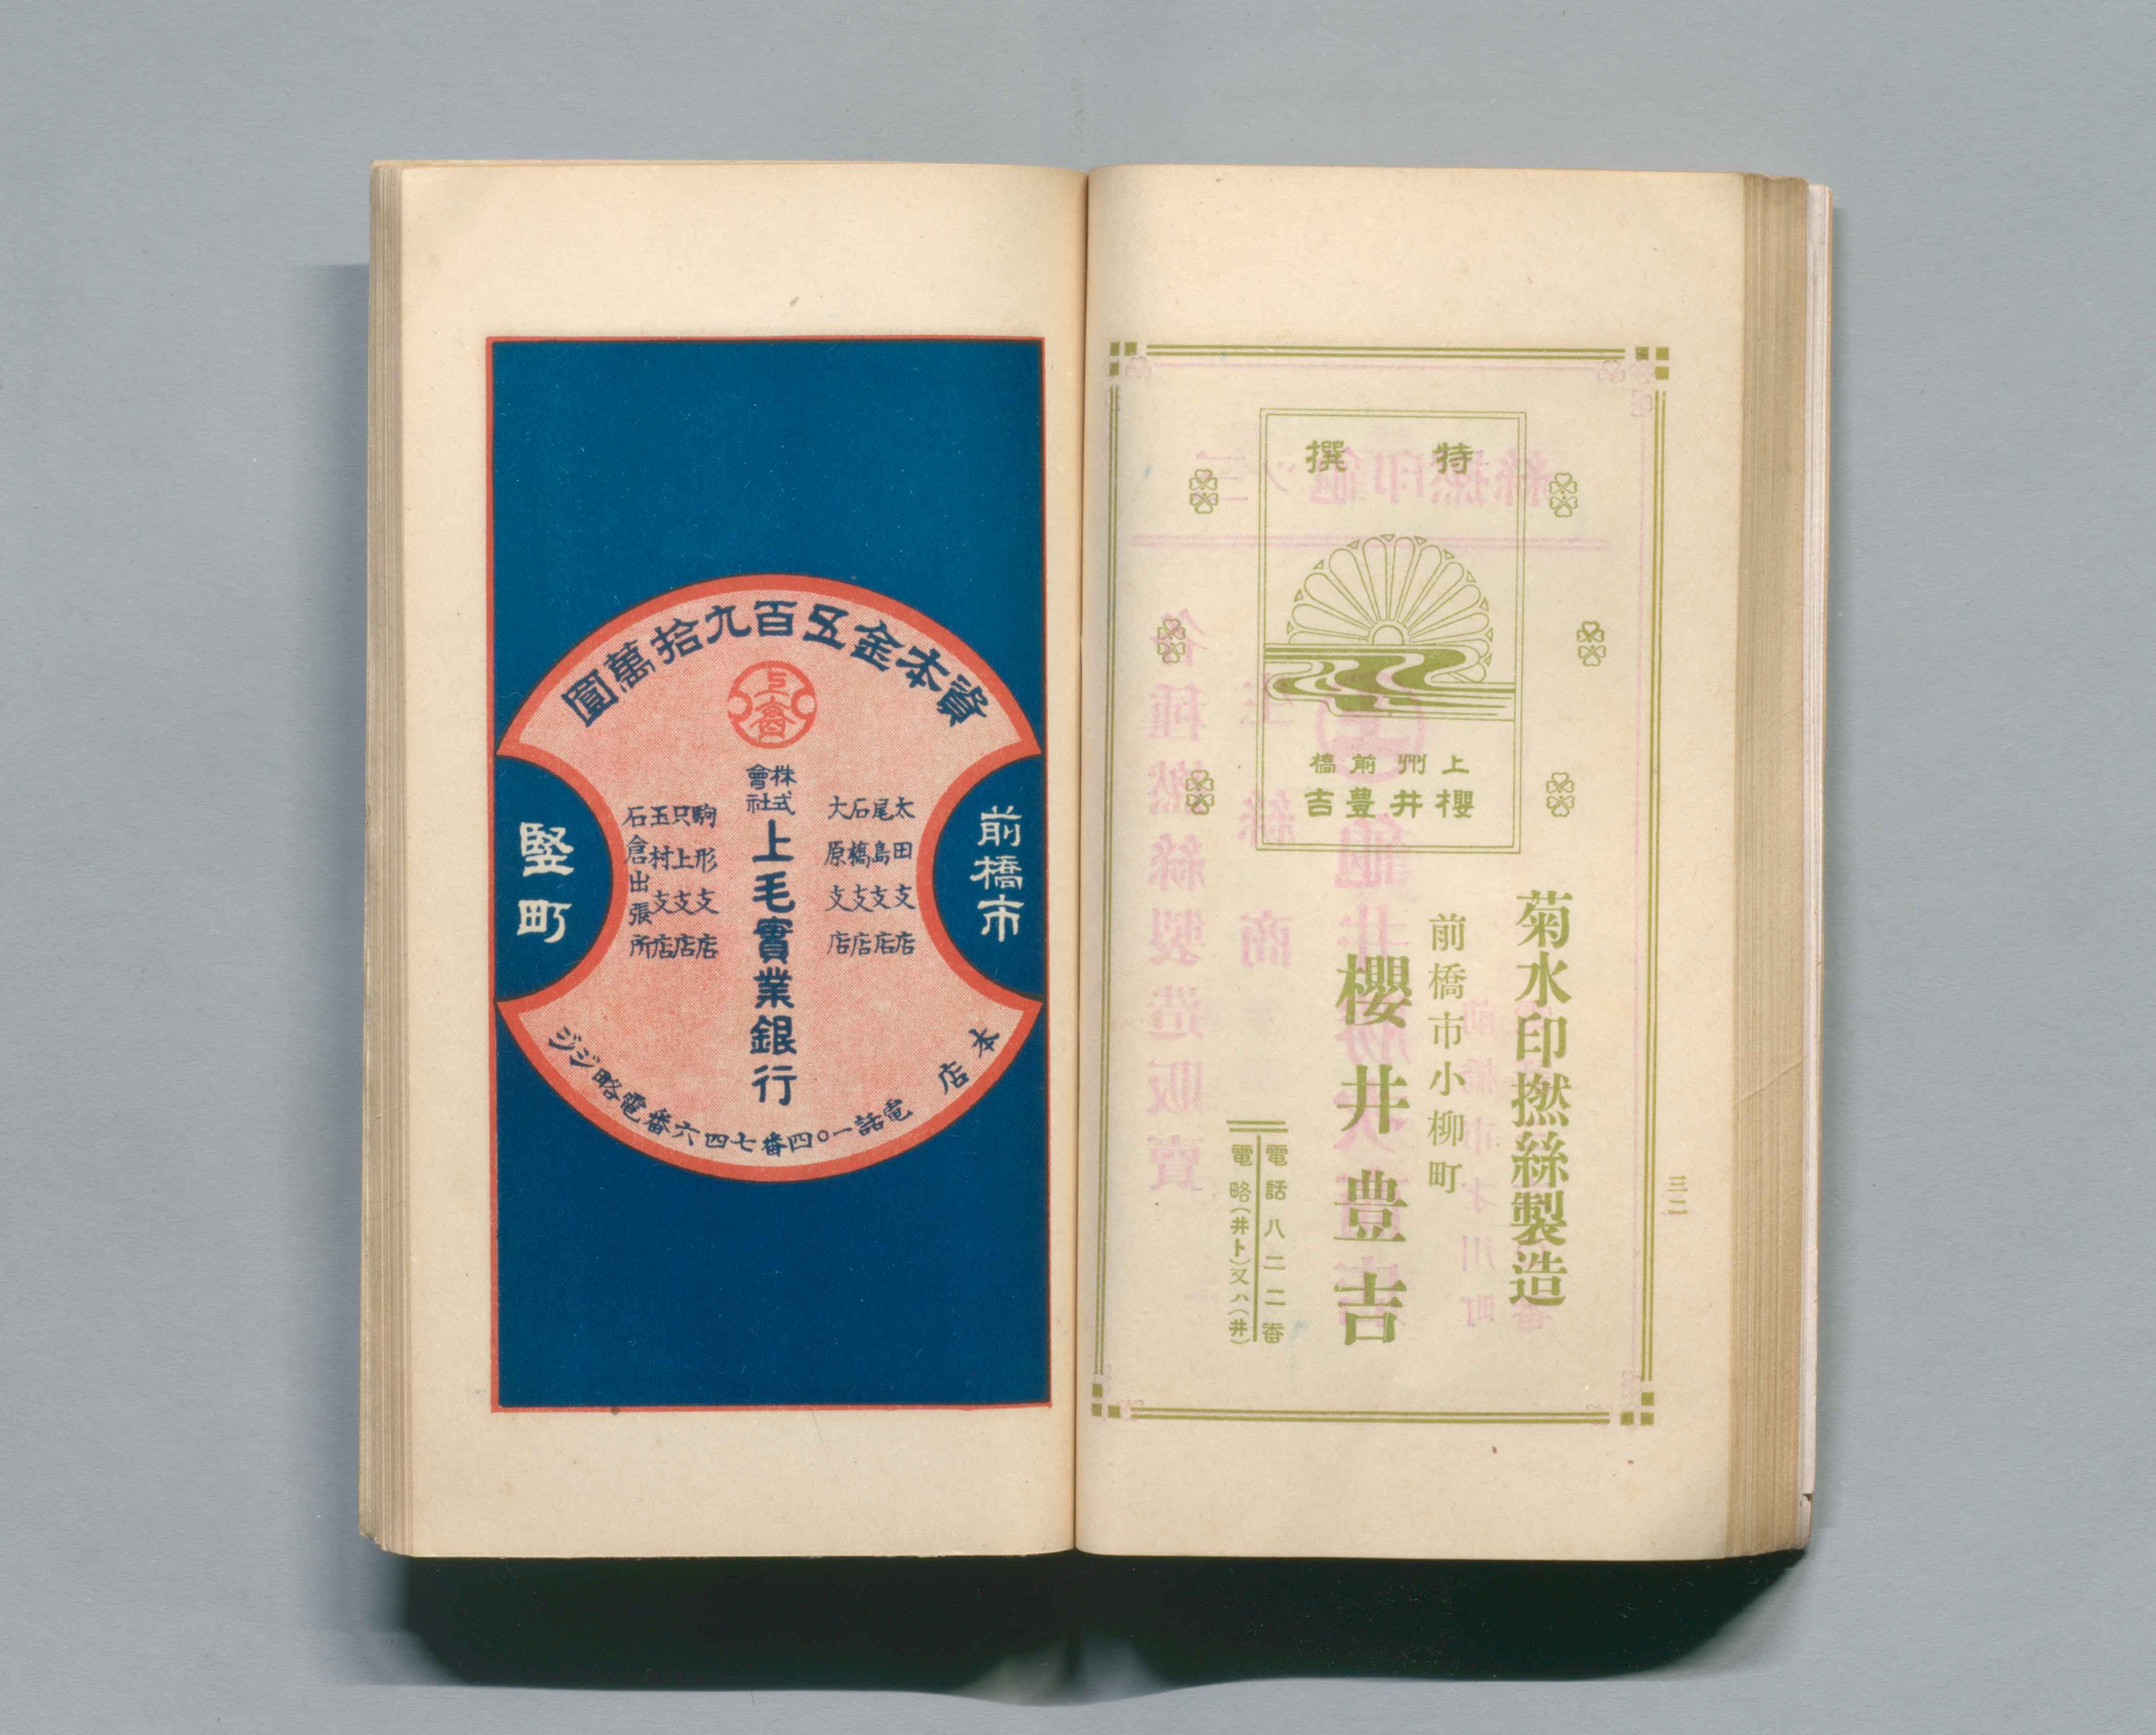 特撰
上州前橋
櫻井豊吉
菊水印撚絲製造
前橋市小柳町
櫻井豊吉
電話八二二番
電略(井ト)又ハ(井)
三二
資本金五百九拾萬圓
前橋市
太田支店
尾島支店
石橋支店
大原支店
株式會社
上毛實業銀行
駒形支店
只上支店
玉村支店
石倉出張所
竪町
本店 電話一〇四番七四六番電略ジジ